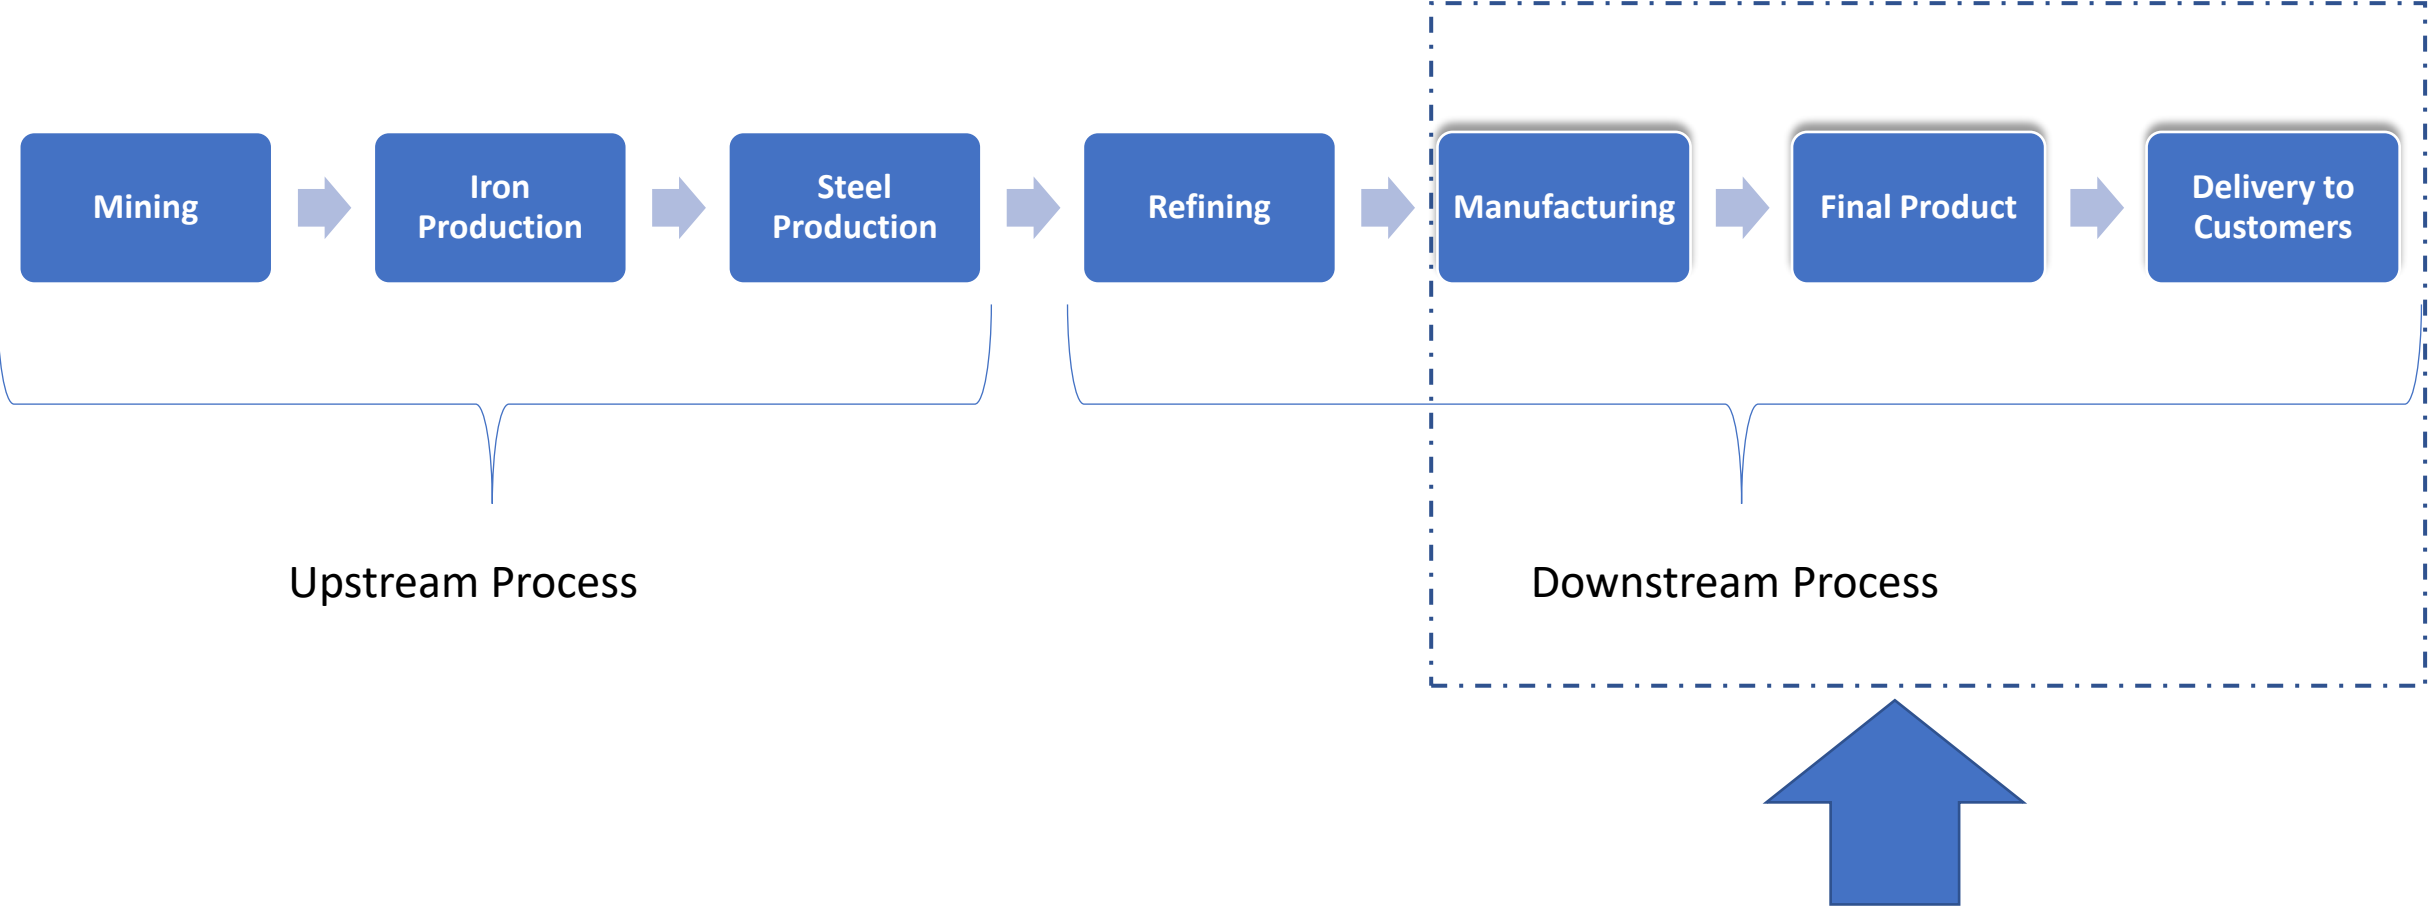 Mining
Iron
Production
Steel
Production
Refining
Manufacturing
Final Product
Delivery to
Customers
Upstream Process
Downstream Process